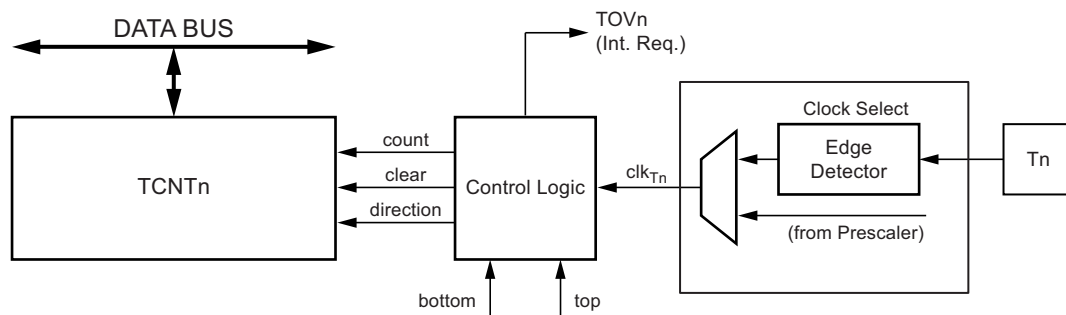 DATA BUS
TOVn
(Int. Req.)
Clock Select
count
Edge
Detector
Tn
TCNTn
clear
Control Logic
clkTn
direction
(from Prescaler)
bottom
top